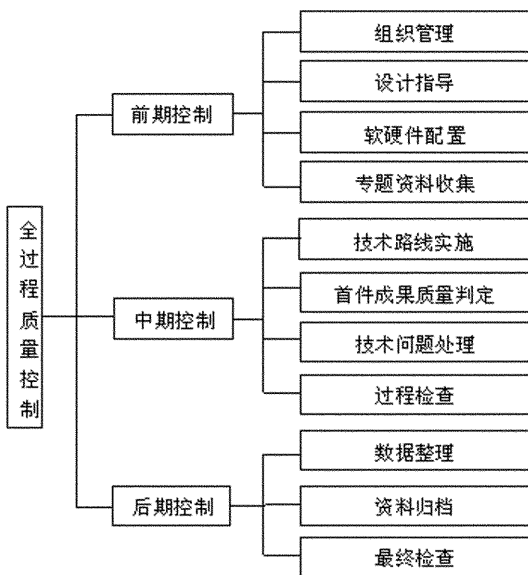 全过程质量控制
前期控制
组织管理
设计指导
软硬件配置
专题资料收集
中期控制
技术路线实施
首件成果质量判定
技术问题处理
过程检查
后期控制
数据整理
资料归档
最终检查